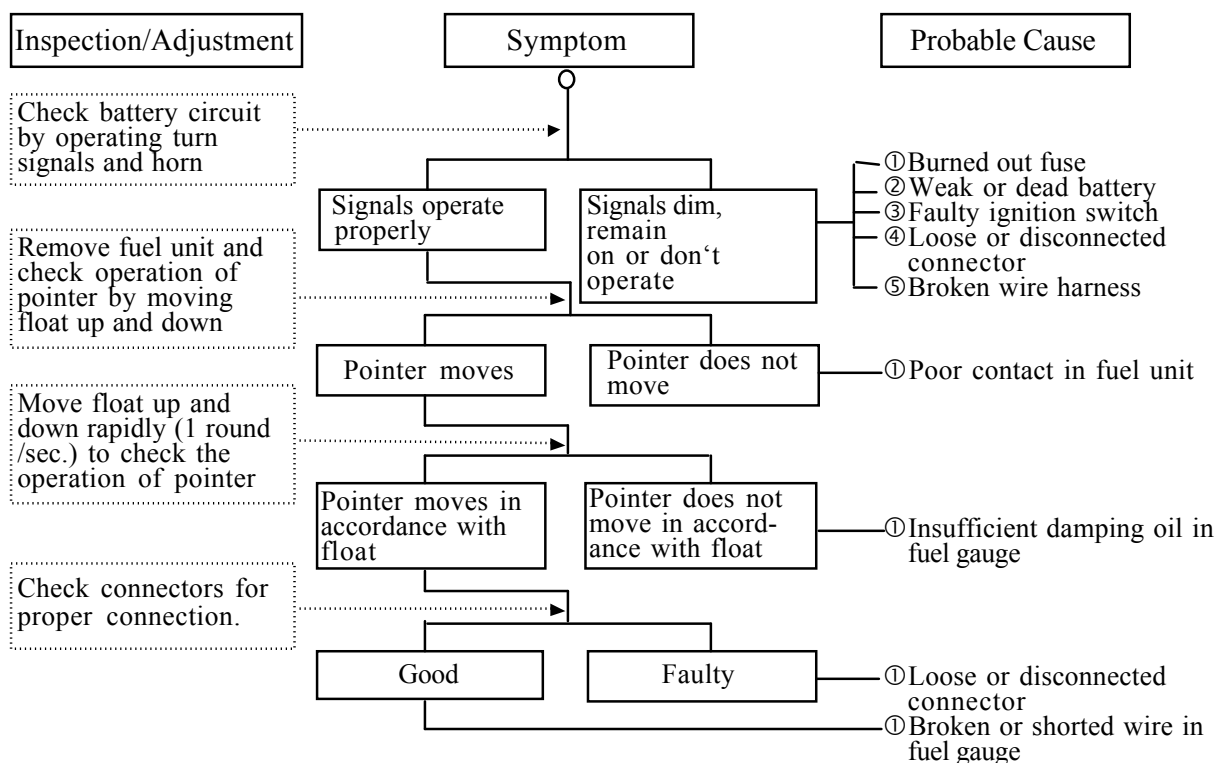 Inspection/Adjustment
Symptom
Probable Cause
Check battery circuit
by operating turn
signals and horn
Signals operate
properly
Signals dim,
remain
on or don‘t
operate
①Burned out fuse
②Weak or dead battery
③Faulty ignition switch
④Loose or disconnected
connector
⑤Broken wire harness
Remove fuel unit and
check operation of
pointer by moving
float up and down
Pointer moves
Pointer does not
move
①Poor contact in fuel unit
Move float up and
down rapidly (1 round
/sec.) to check the
operation of pointer
Pointer moves in
accordance with
float
Pointer does not
move in accord-
ance with float
①Insufficient damping oil in
fuel gauge
Check connectors for
proper connection.
Good
Faulty
①Loose or disconnected
connector
①Broken or shorted wire in
fuel gauge